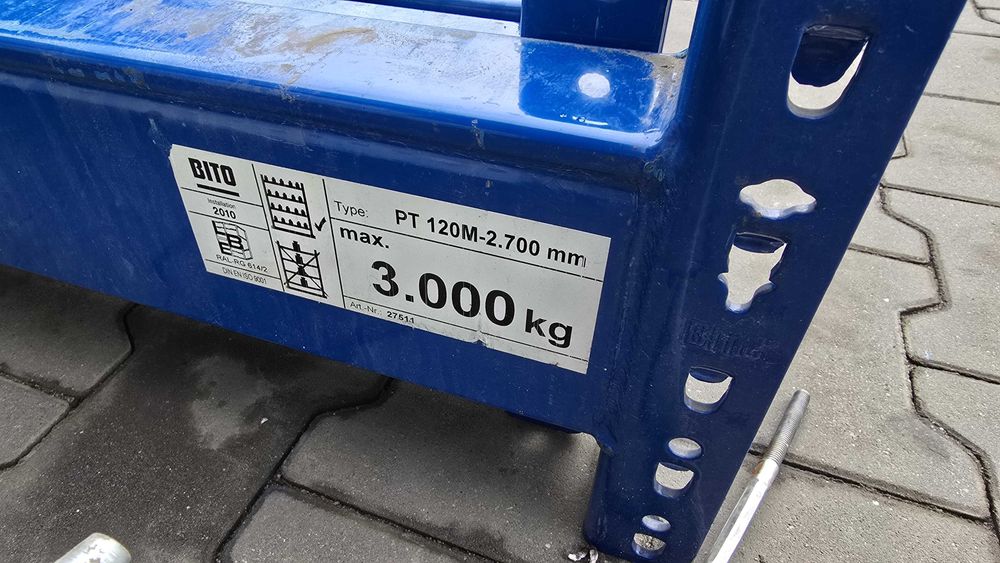 BITO
Installation
2010
B
RAL-RG 614/2
DIN EN ISO 9001
Type: PT 120M-2.700 mm
max.
3.000 kg
Art.-Nr.: 27511